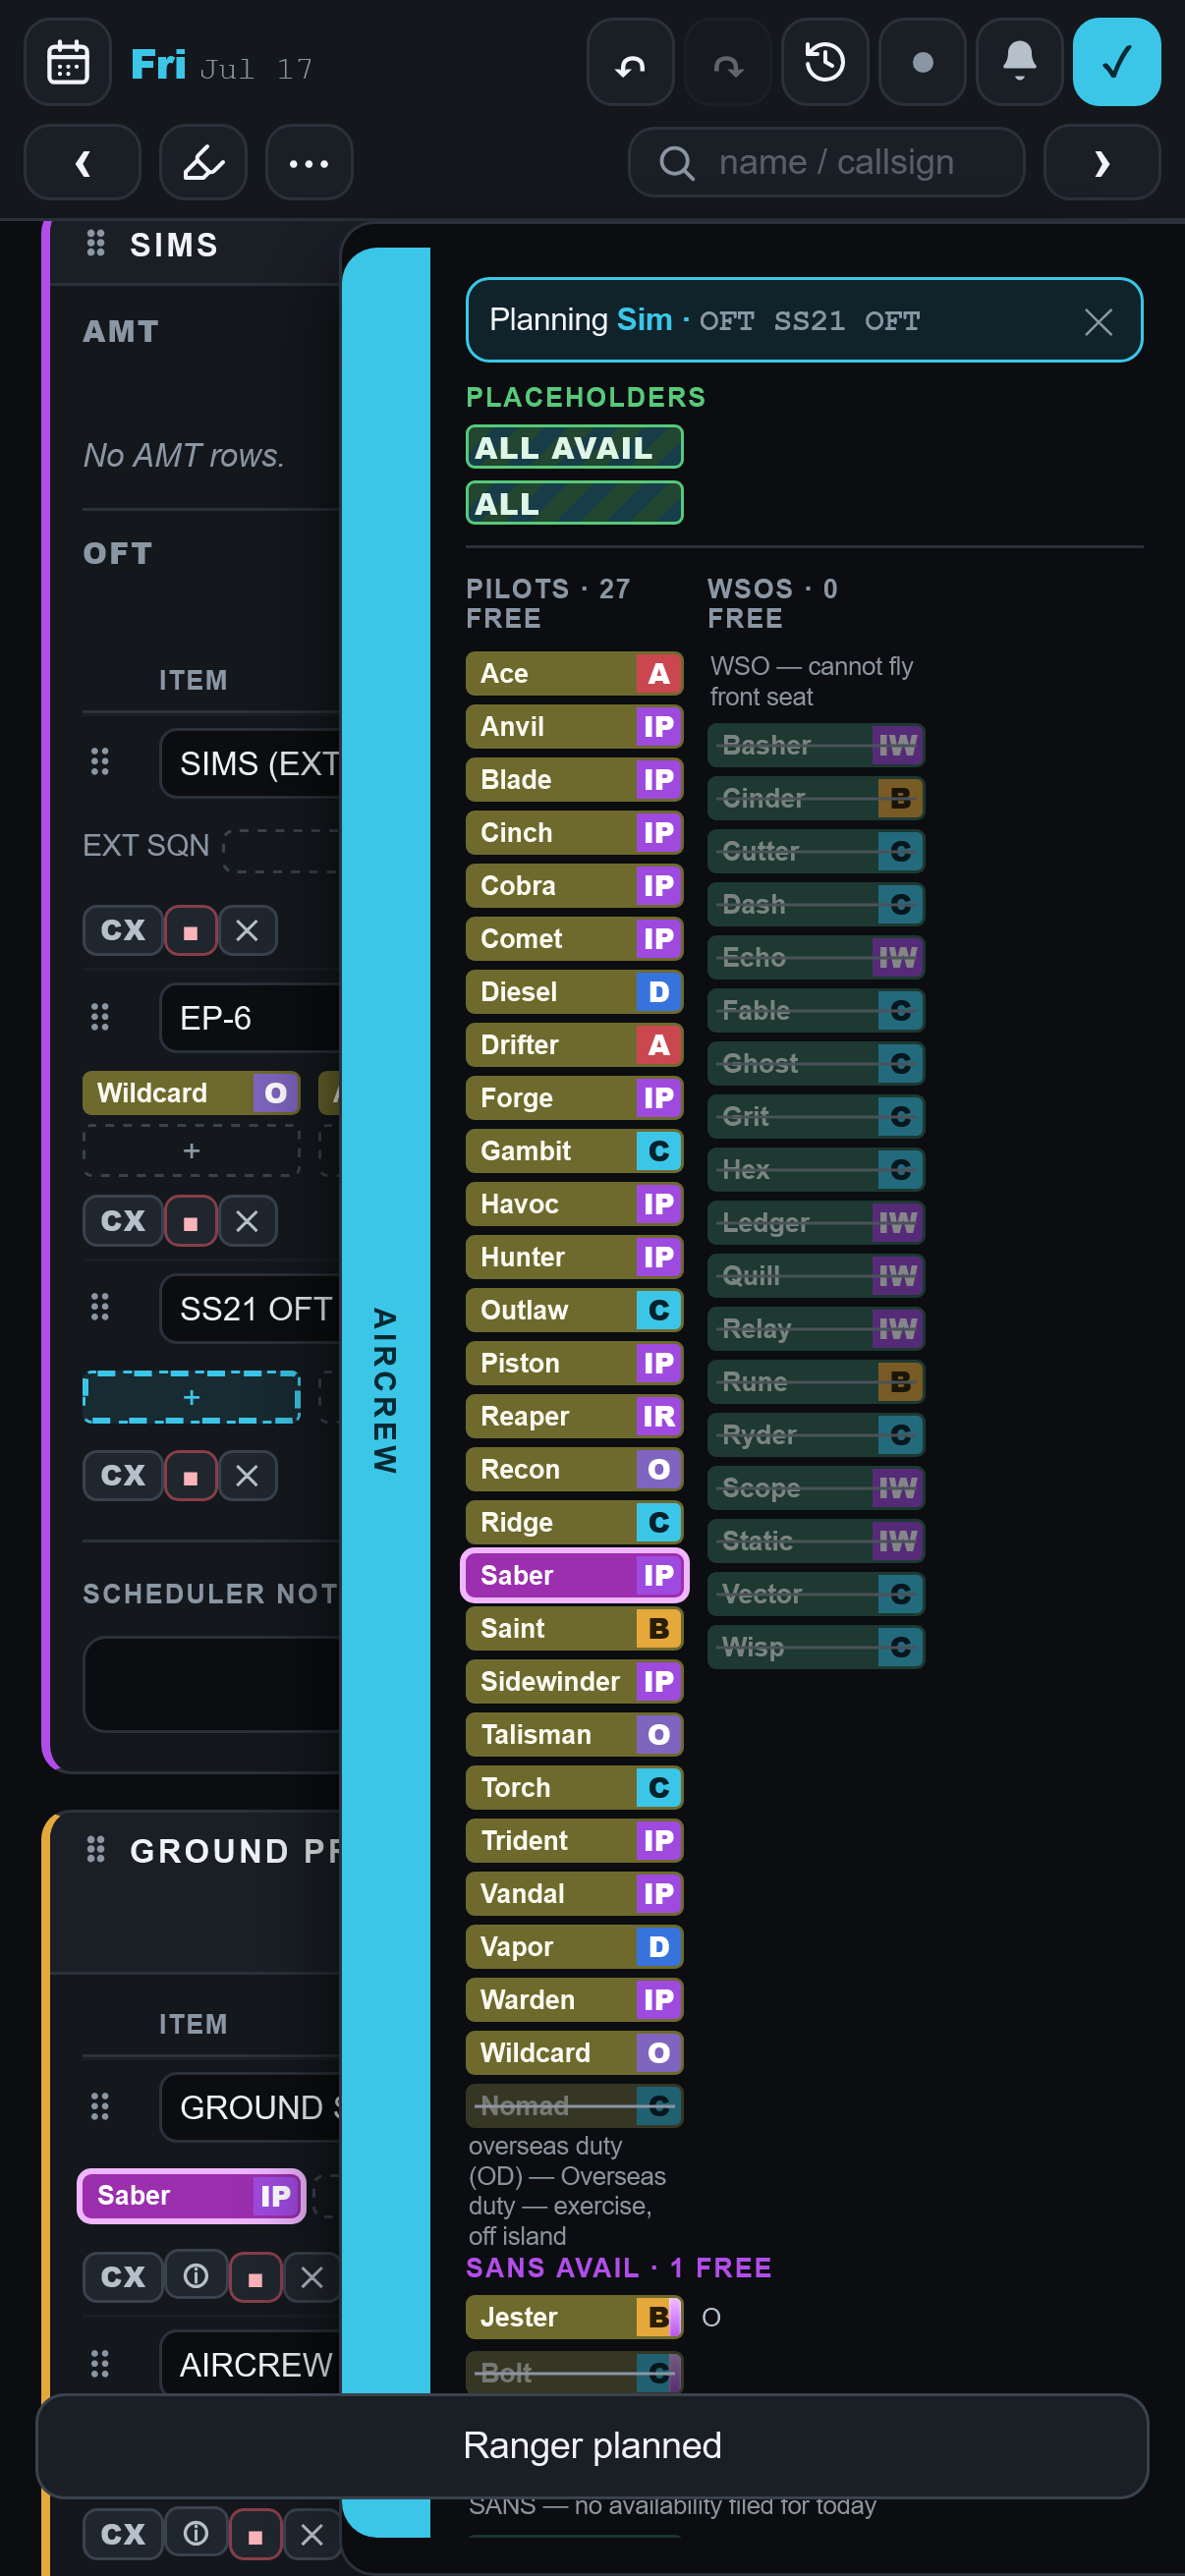 Fri Jul 17
name / callsign
SIMS
AMT
No AMT rows.
OFT
ITEM
SIMS (EXT
EXT SQN
CX
EP-6
Wildcard O
+
CX
SS21 OFT
+
CX
SCHEDULER NOT
GROUND PR
ITEM
GROUND S
Saber IP
CX
AIRCREW
CX
AIRCREW
Planning Sim · OFT SS21 OFT
PLACEHOLDERS
ALL AVAIL
ALL
PILOTS · 27
FREE
Ace A
Anvil IP
Blade IP
Cinch IP
Cobra IP
Comet IP
Diesel D
Drifter A
Forge IP
Gambit C
Havoc IP
Hunter IP
Outlaw C
Piston IP
Reaper IR
Recon O
Ridge C
Saber IP
Saint B
Sidewinder IP
Talisman O
Torch C
Trident IP
Vandal IP
Vapor D
Warden IP
Wildcard O
Nomad C
overseas duty
(OD) — Overseas
duty — exercise,
off island
WSOS · 0
FREE
WSO — cannot fly
front seat
Basher IW
Cinder B
Cutter C
Dash C
Echo IW
Fable C
Ghost C
Grit C
Hex C
Ledger IW
Quill IW
Relay IW
Rune B
Ryder C
Scope IW
Static IW
Vector C
Wisp C
SANS AVAIL · 1 FREE
Jester B O
Bolt C
Ranger planned
SANS — no availability filed for today